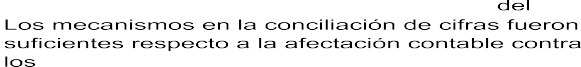 del
Los mecanismos en la conciliación de cifras fueron
suficientes respecto a la afectación contable contra
los